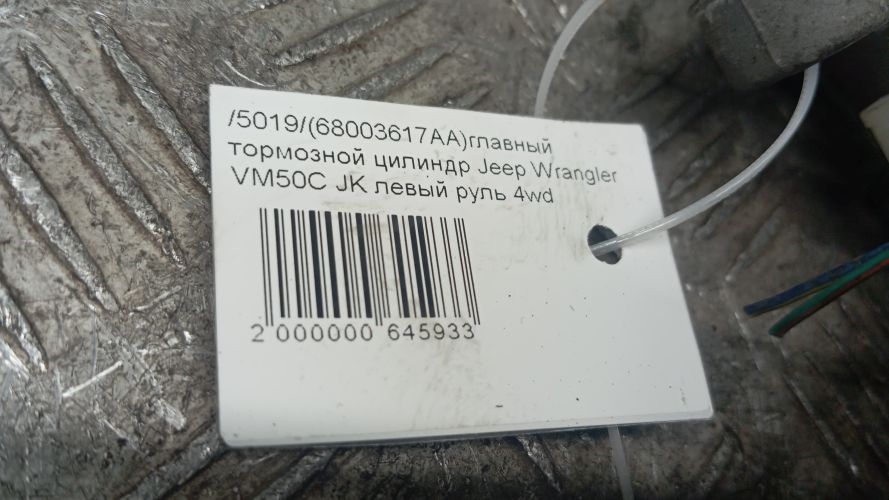 /5019/(68003617AA)главный
тормозной цилиндр Jeep Wrangler
VM50C JK левый руль 4wd
2 000000 645933